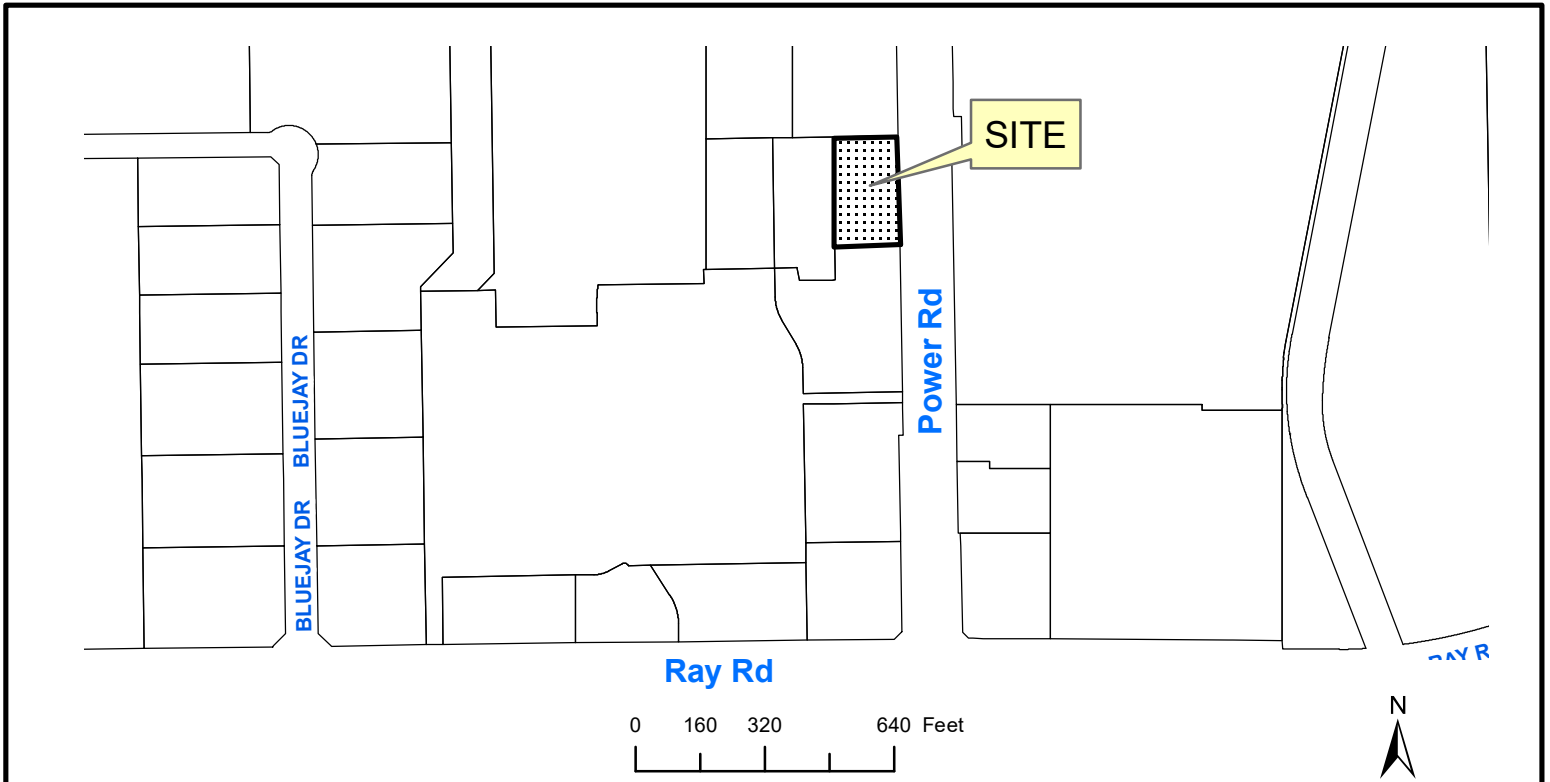 SITE
BLUEJAY DR
Power Rd
BLUEJAY DR
Ray Rd
N
0 160 320 640 Feet